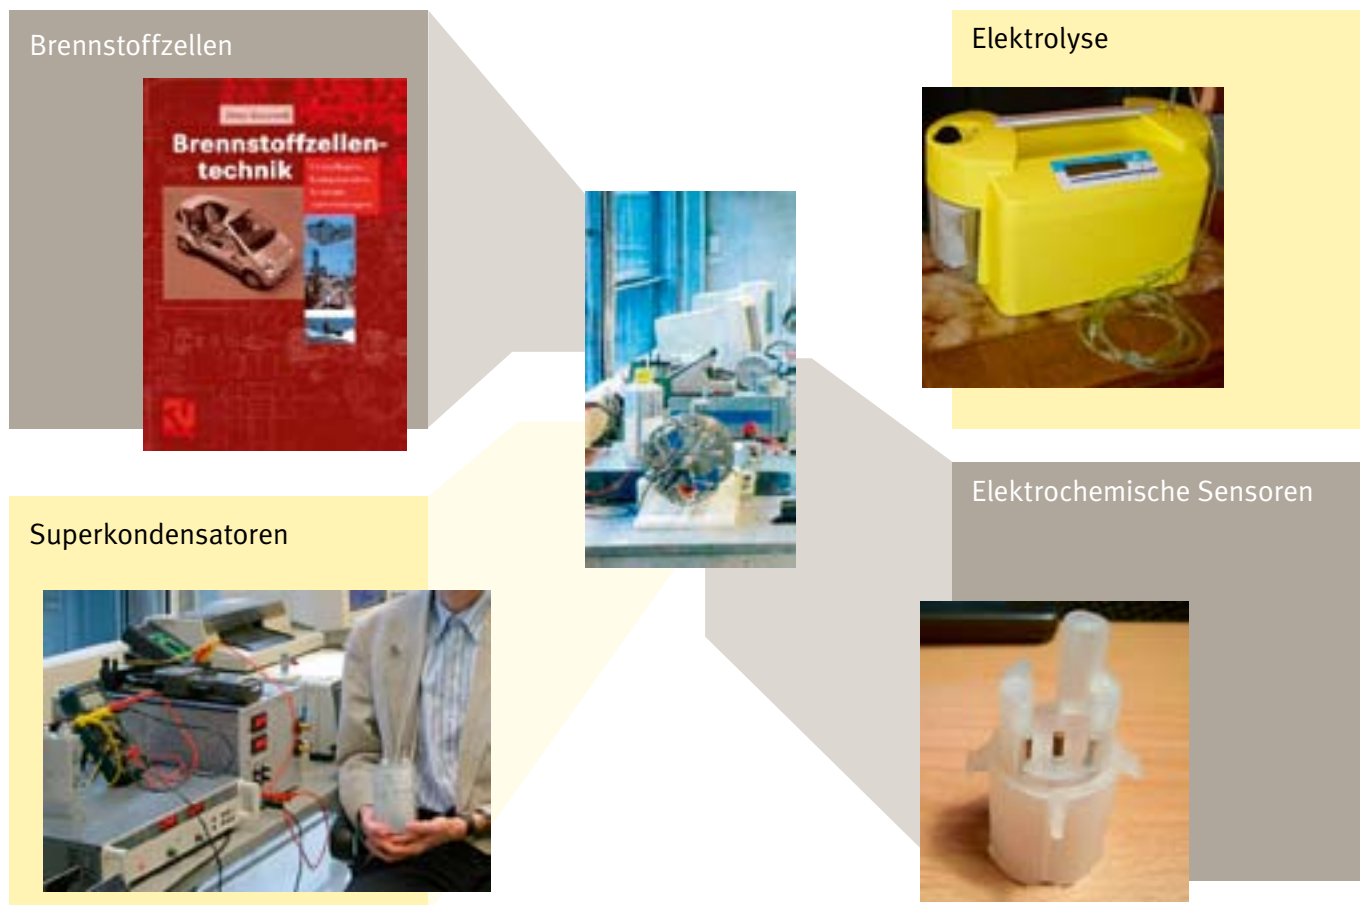 Brennstoffzellen
Brennstoffzellen-
technik
Elektrolyse
Superkondensatoren
Elektrochemische Sensoren